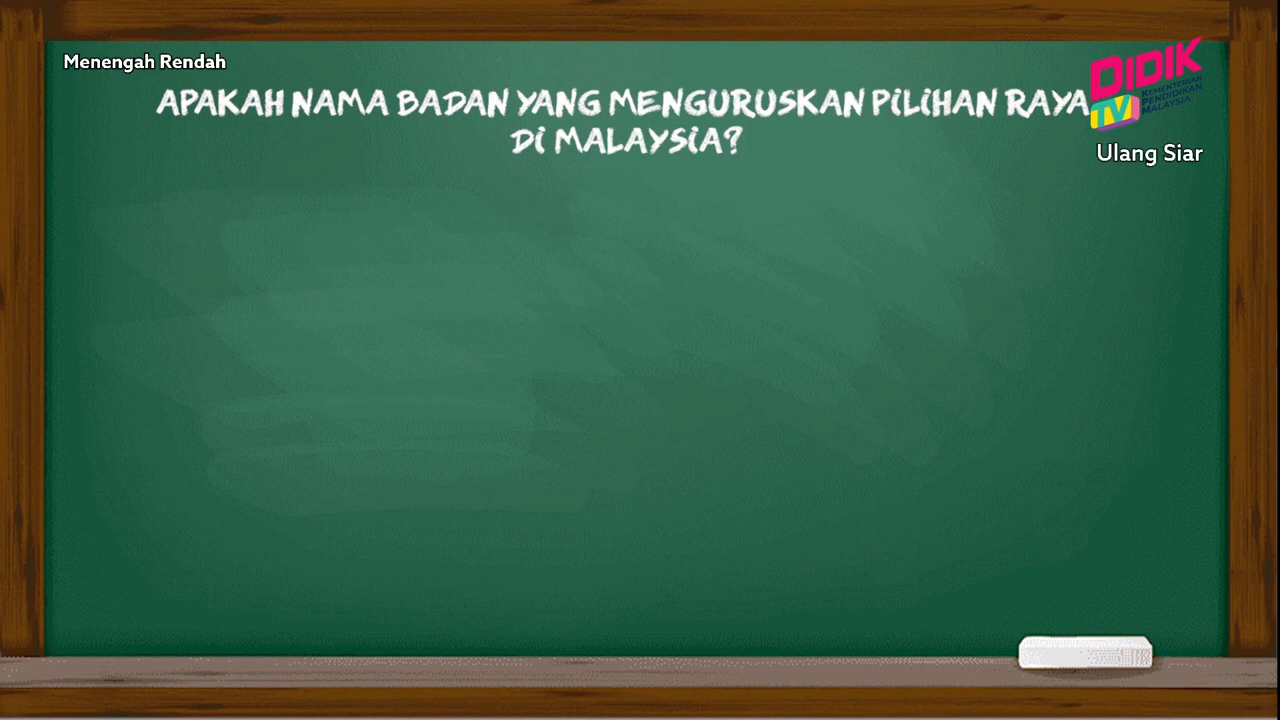 Menengah Rendah
APAKAH NAMA BADAN YANG MENGURUSKAN PILIHAN RAYA
DI MALAYSIA?
DIDIK
TV
KEMENTERIAN
PENDIDIKAN
MALAYSIA
Ulang Siar